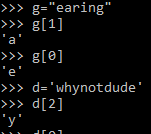 >>> g="earing"
>>> g[1]
'a'
>>> g[0]
'e'
>>> d='whynotdude'
>>> d[2]
'y'